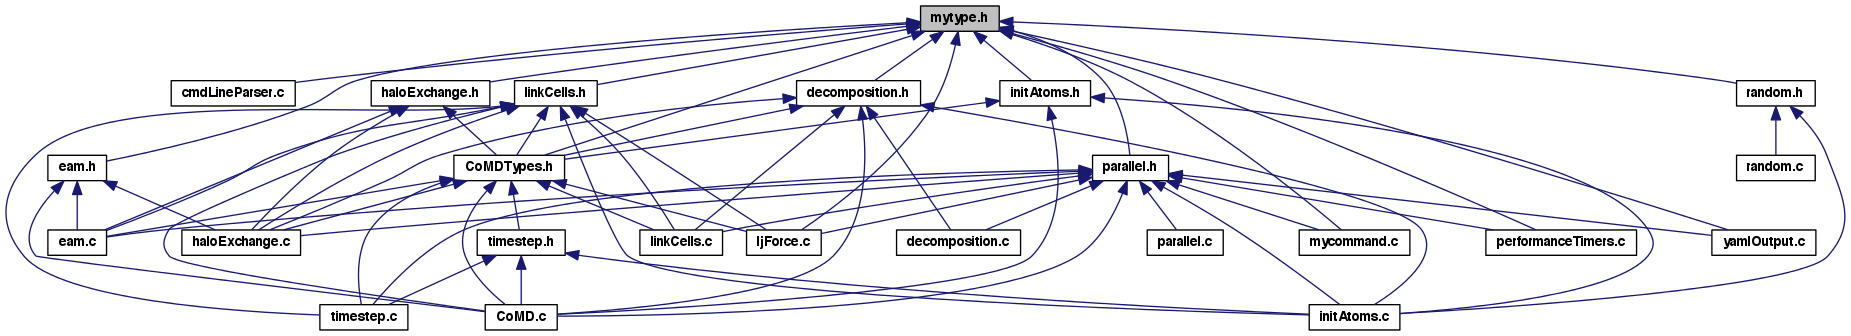 mytype.h
cmdLineParser.c
haloExchange.h
linkCells.h
decomposition.h
initAtoms.h
random.h
eam.h
CoMDTypes.h
parallel.h
random.c
eam.c
haloExchange.c
timestep.h
linkCells.c
ljForce.c
decomposition.c
parallel.c
mycommand.c
performanceTimers.c
yamlOutput.c
timestep.c
CoMD.c
initAtoms.c